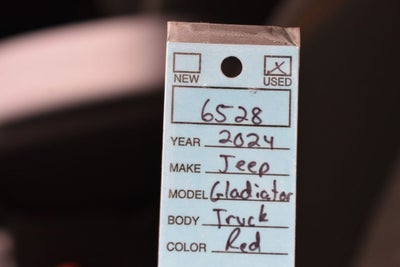 NEW USED
6528
YEAR 2024
MAKE Jeep
MODEL Gladiator
BODY Truck
COLOR Red